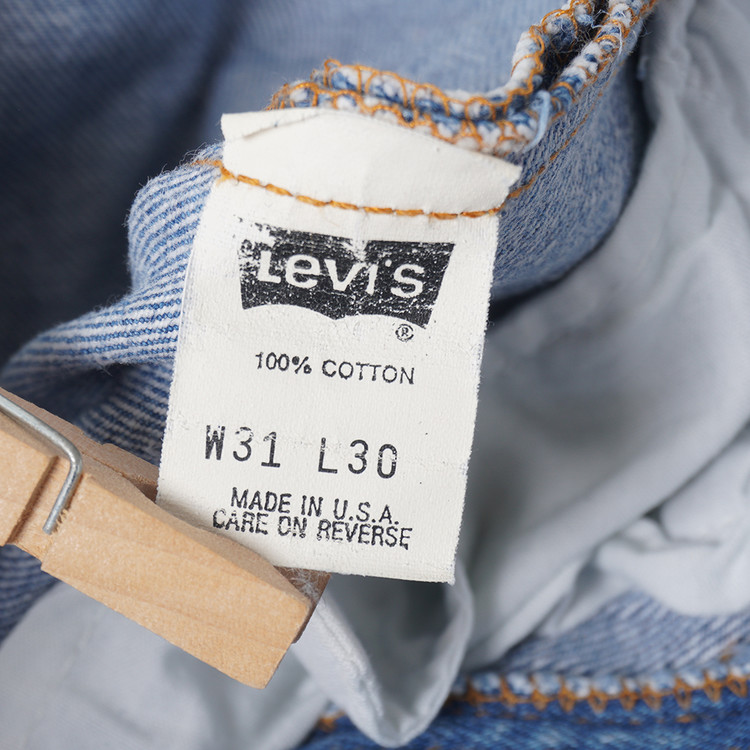 Levi's
®
100% COTTON
W31 L30
MADE IN U.S.A.
CARE ON REVERSE